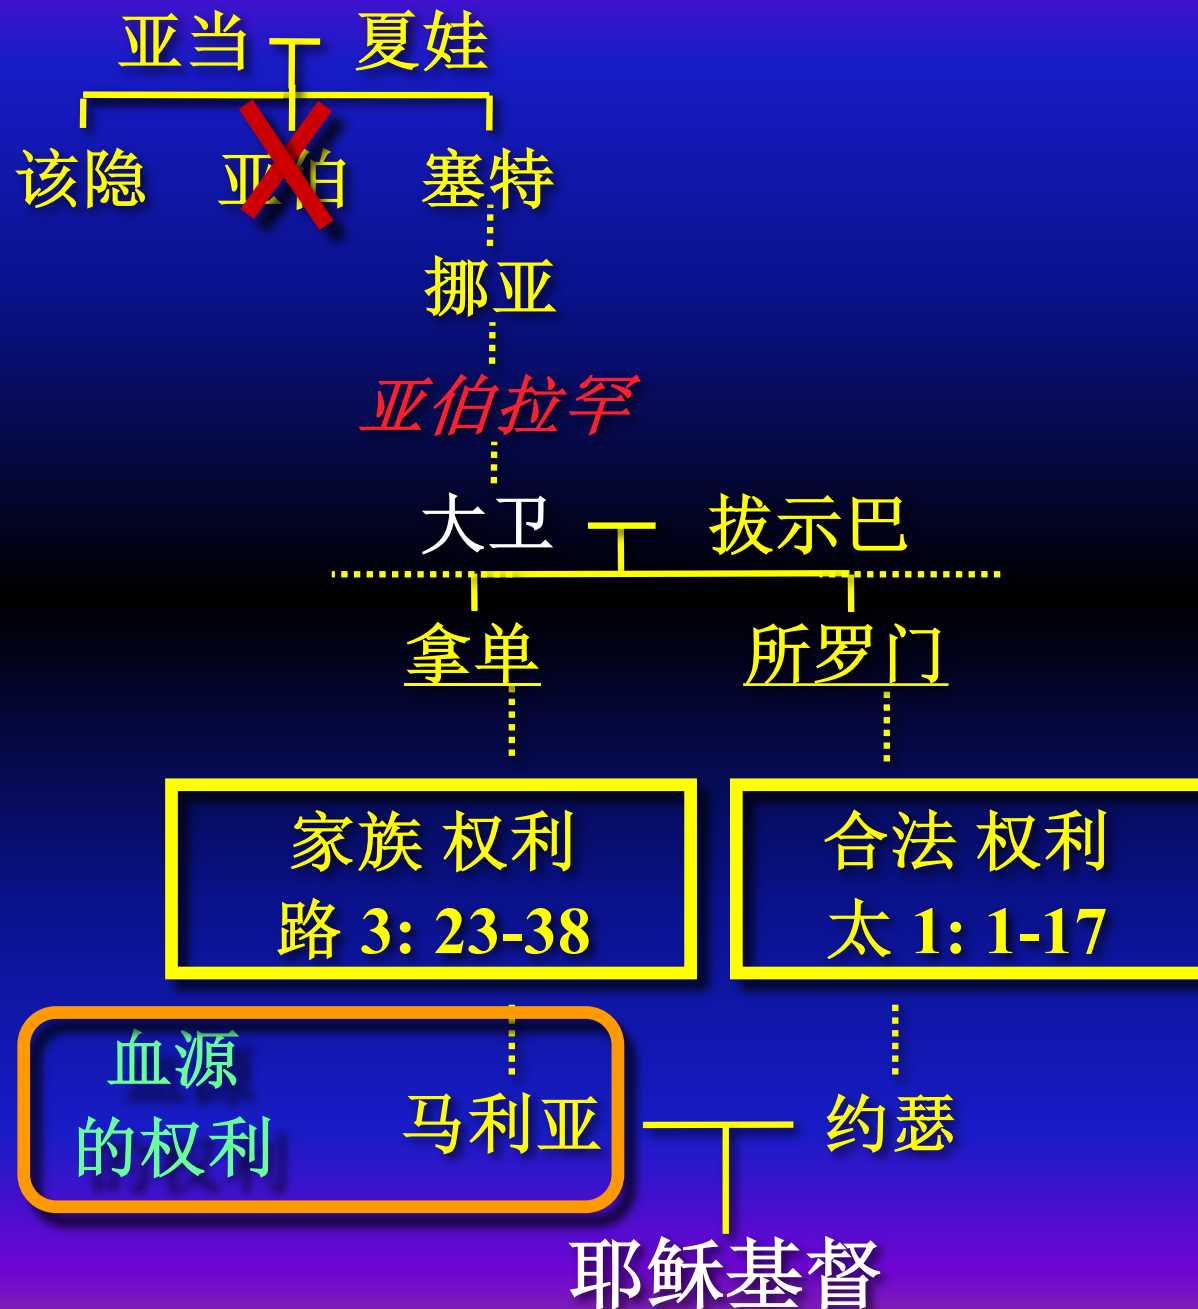 亚当 夏娃
该隐 亚伯 塞特
挪亚
亚伯拉罕
大卫 拔示巴
拿单 所罗门
家族 权利
路 3: 23-38
合法 权利
太 1: 1-17
血源
的权利
马利亚 约瑟
耶稣基督